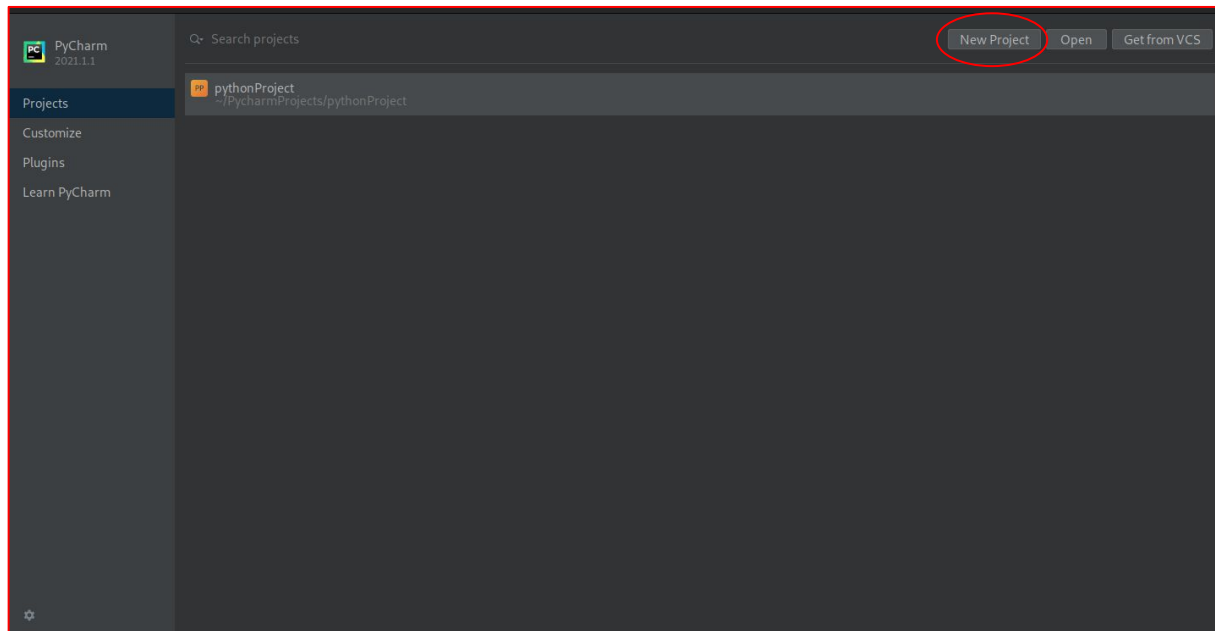 PC
PyCharm
2021.1.1
Search projects
New Project
Open
Get from VCS
PP
pythonProject
~/PycharmProjects/pythonProject
Projects
Customize
Plugins
Learn PyCharm